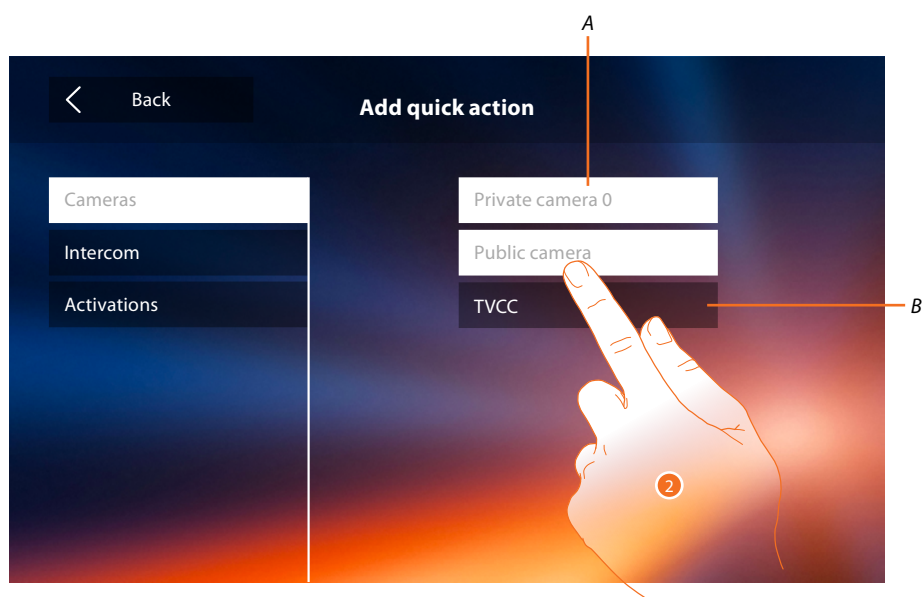 A
Back
Add quick action
Cameras
Private camera 0
Intercom
Public camera
Activations
TVCC
B
2